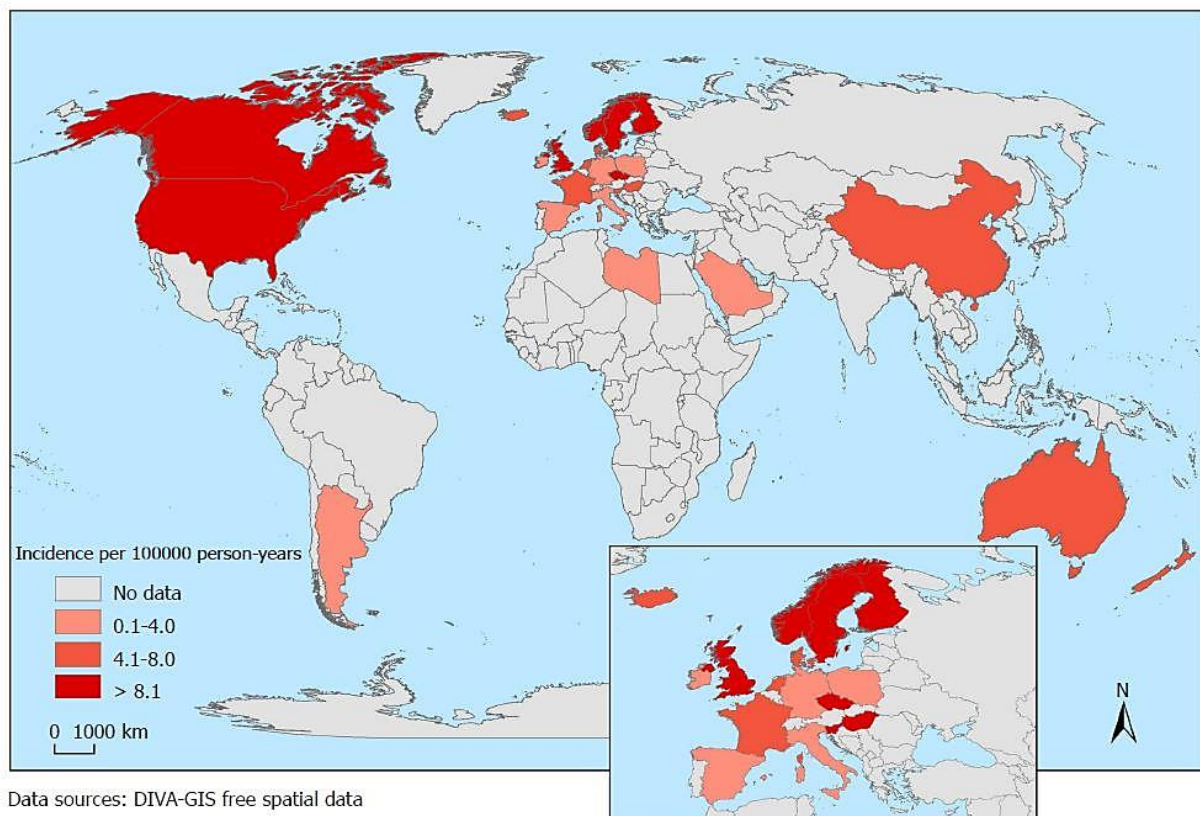 Incidence per 100000 person-years
No data
0.1-4.0
4.1-8.0
> 8.1
0 1000 km
N
Data sources: DIVA-GIS free spatial data